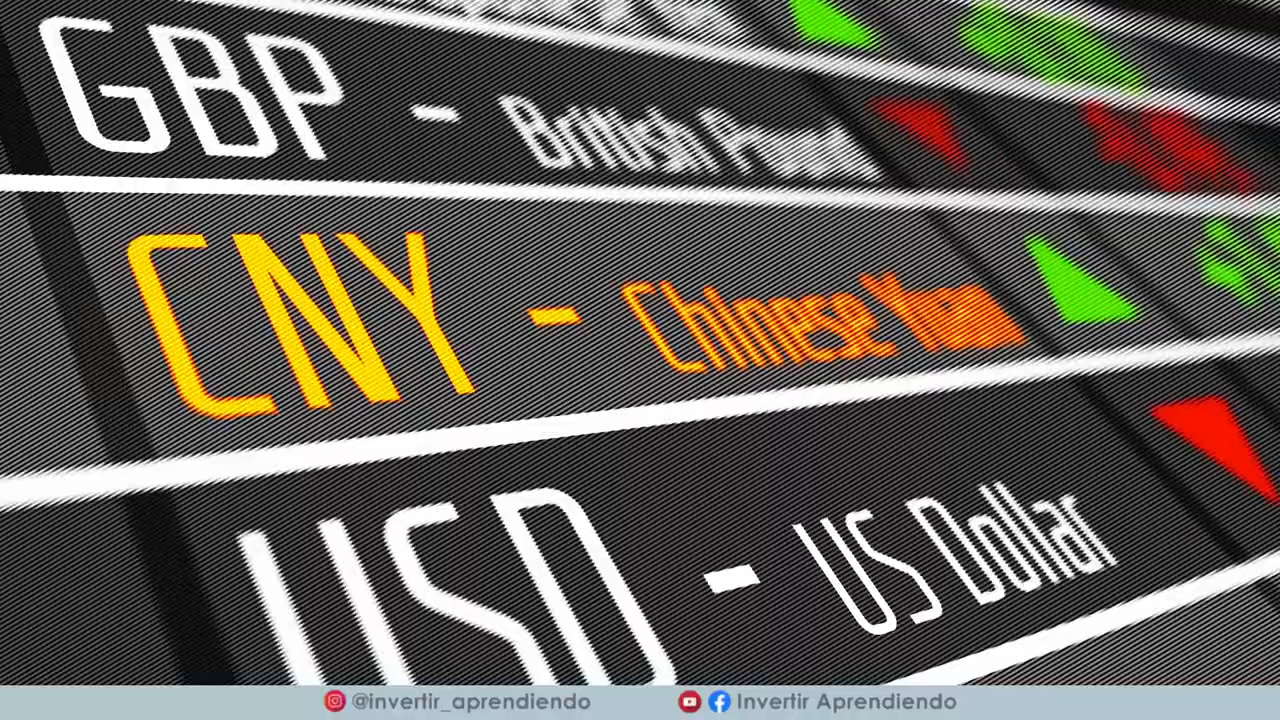 GBP - British Pound
CNY - Chinese Yuan
USD - US Dollar
@invertir_aprendiendo Invertir Aprendiendo